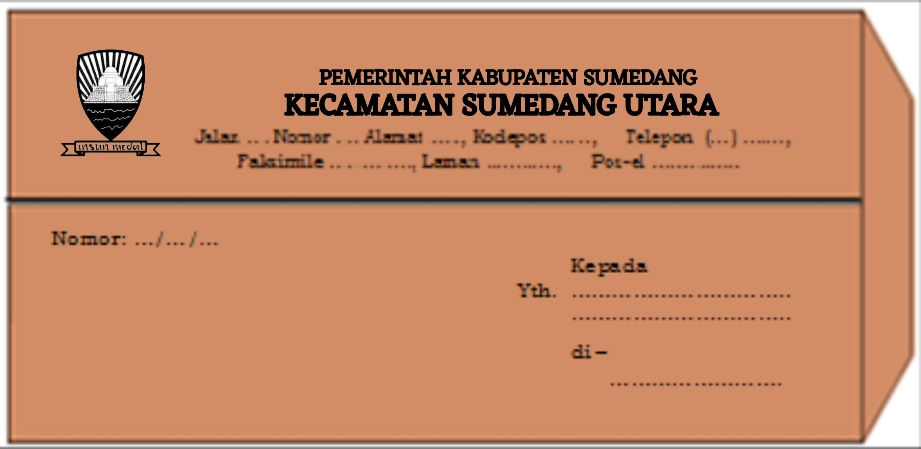 PEMERINTAH KABUPATEN SUMEDANG
KECAMATAN SUMEDANG UTARA
Jalan .... Nomor .... Alamat ....., Kodepos ......, Telepon (...) .......,
Faksimile .. . ... ...., Laman ..........., Pos-el ..............
insun medal
Nomor: .../.../...
Kepada
Yth. ..................................
..................................
di –
..........................